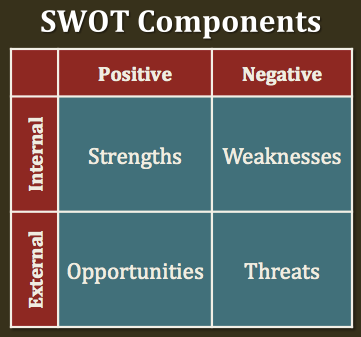 SWOT Components
Positive Negative
Internal Strengths Weaknesses
External Opportunities Threats